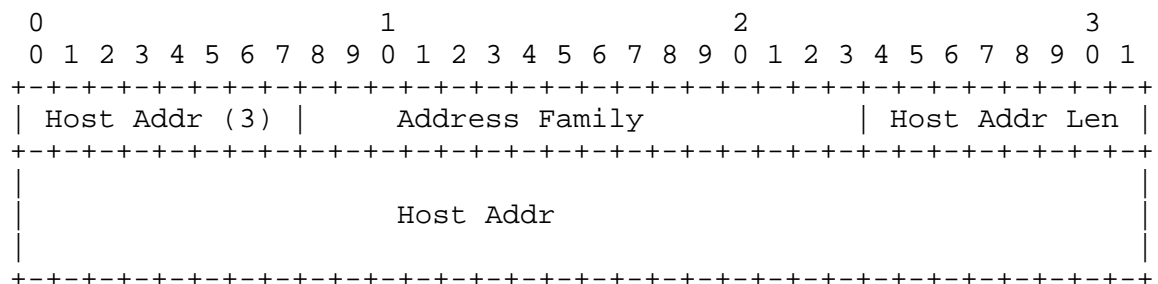 0                   1                   2                   3
0 1 2 3 4 5 6 7 8 9 0 1 2 3 4 5 6 7 8 9 0 1 2 3 4 5 6 7 8 9 0 1
+-+-+-+-+-+-+-+-+-+-+-+-+-+-+-+-+-+-+-+-+-+-+-+-+-+-+-+-+-+-+-+-+
| Host Addr (3) |     Address Family            | Host Addr Len |
+-+-+-+-+-+-+-+-+-+-+-+-+-+-+-+-+-+-+-+-+-+-+-+-+-+-+-+-+-+-+-+-+
|                                                               |
|                     Host Addr                                 |
|                                                               |
+-+-+-+-+-+-+-+-+-+-+-+-+-+-+-+-+-+-+-+-+-+-+-+-+-+-+-+-+-+-+-+-+